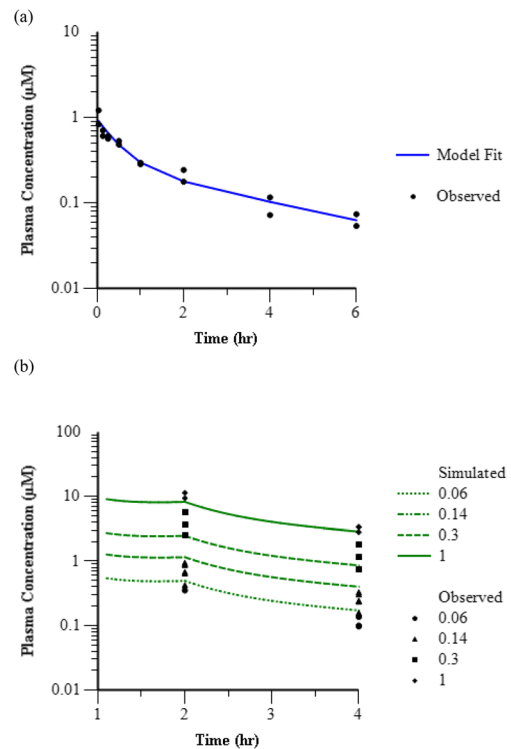 (a)
10
1
0.1
0.01
Plasma Concentration (µM)
0 2 4 6
Time (hr)
Model Fit
Observed
(b)
100
10
1
0.1
0.01
Plasma Concentration (µM)
1 2 3 4
Time (hr)
Simulated
0.06
0.14
0.3
1
Observed
0.06
0.14
0.3
1